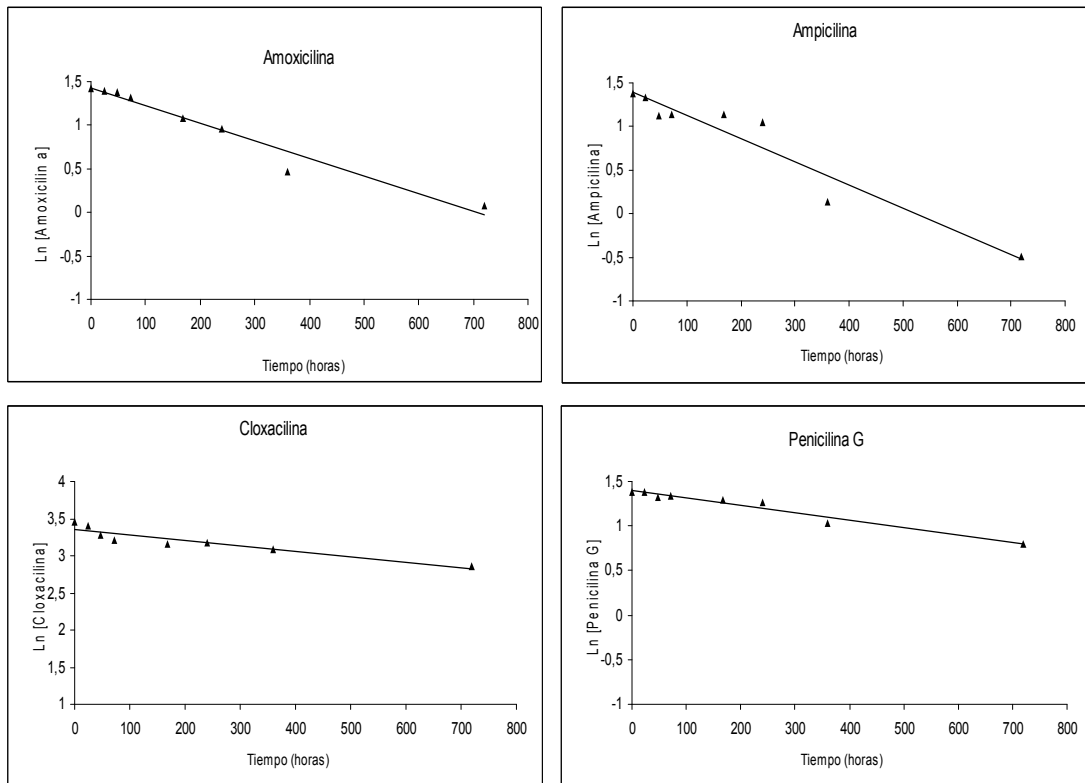 Amoxicilina
1,5
1
0,5
0
-0,5
-1
0 100 200 300 400 500 600 700 800
Ln [Amoxicilin a]
Tiempo (horas)
Ampicilina
1,5
1
0,5
0
-0,5
-1
0 100 200 300 400 500 600 700 800
Ln [Ampicilina]
Tiempo (horas)
Cloxacilina
4
3,5
3
2,5
2
1,5
1
0 100 200 300 400 500 600 700 800
Ln [Cloxacilina]
Tiempo (horas)
Penicilina G
1,5
1
0,5
0
-0,5
-1
0 100 200 300 400 500 600 700 800
Ln [Penicilina G]
Tiempo (horas)